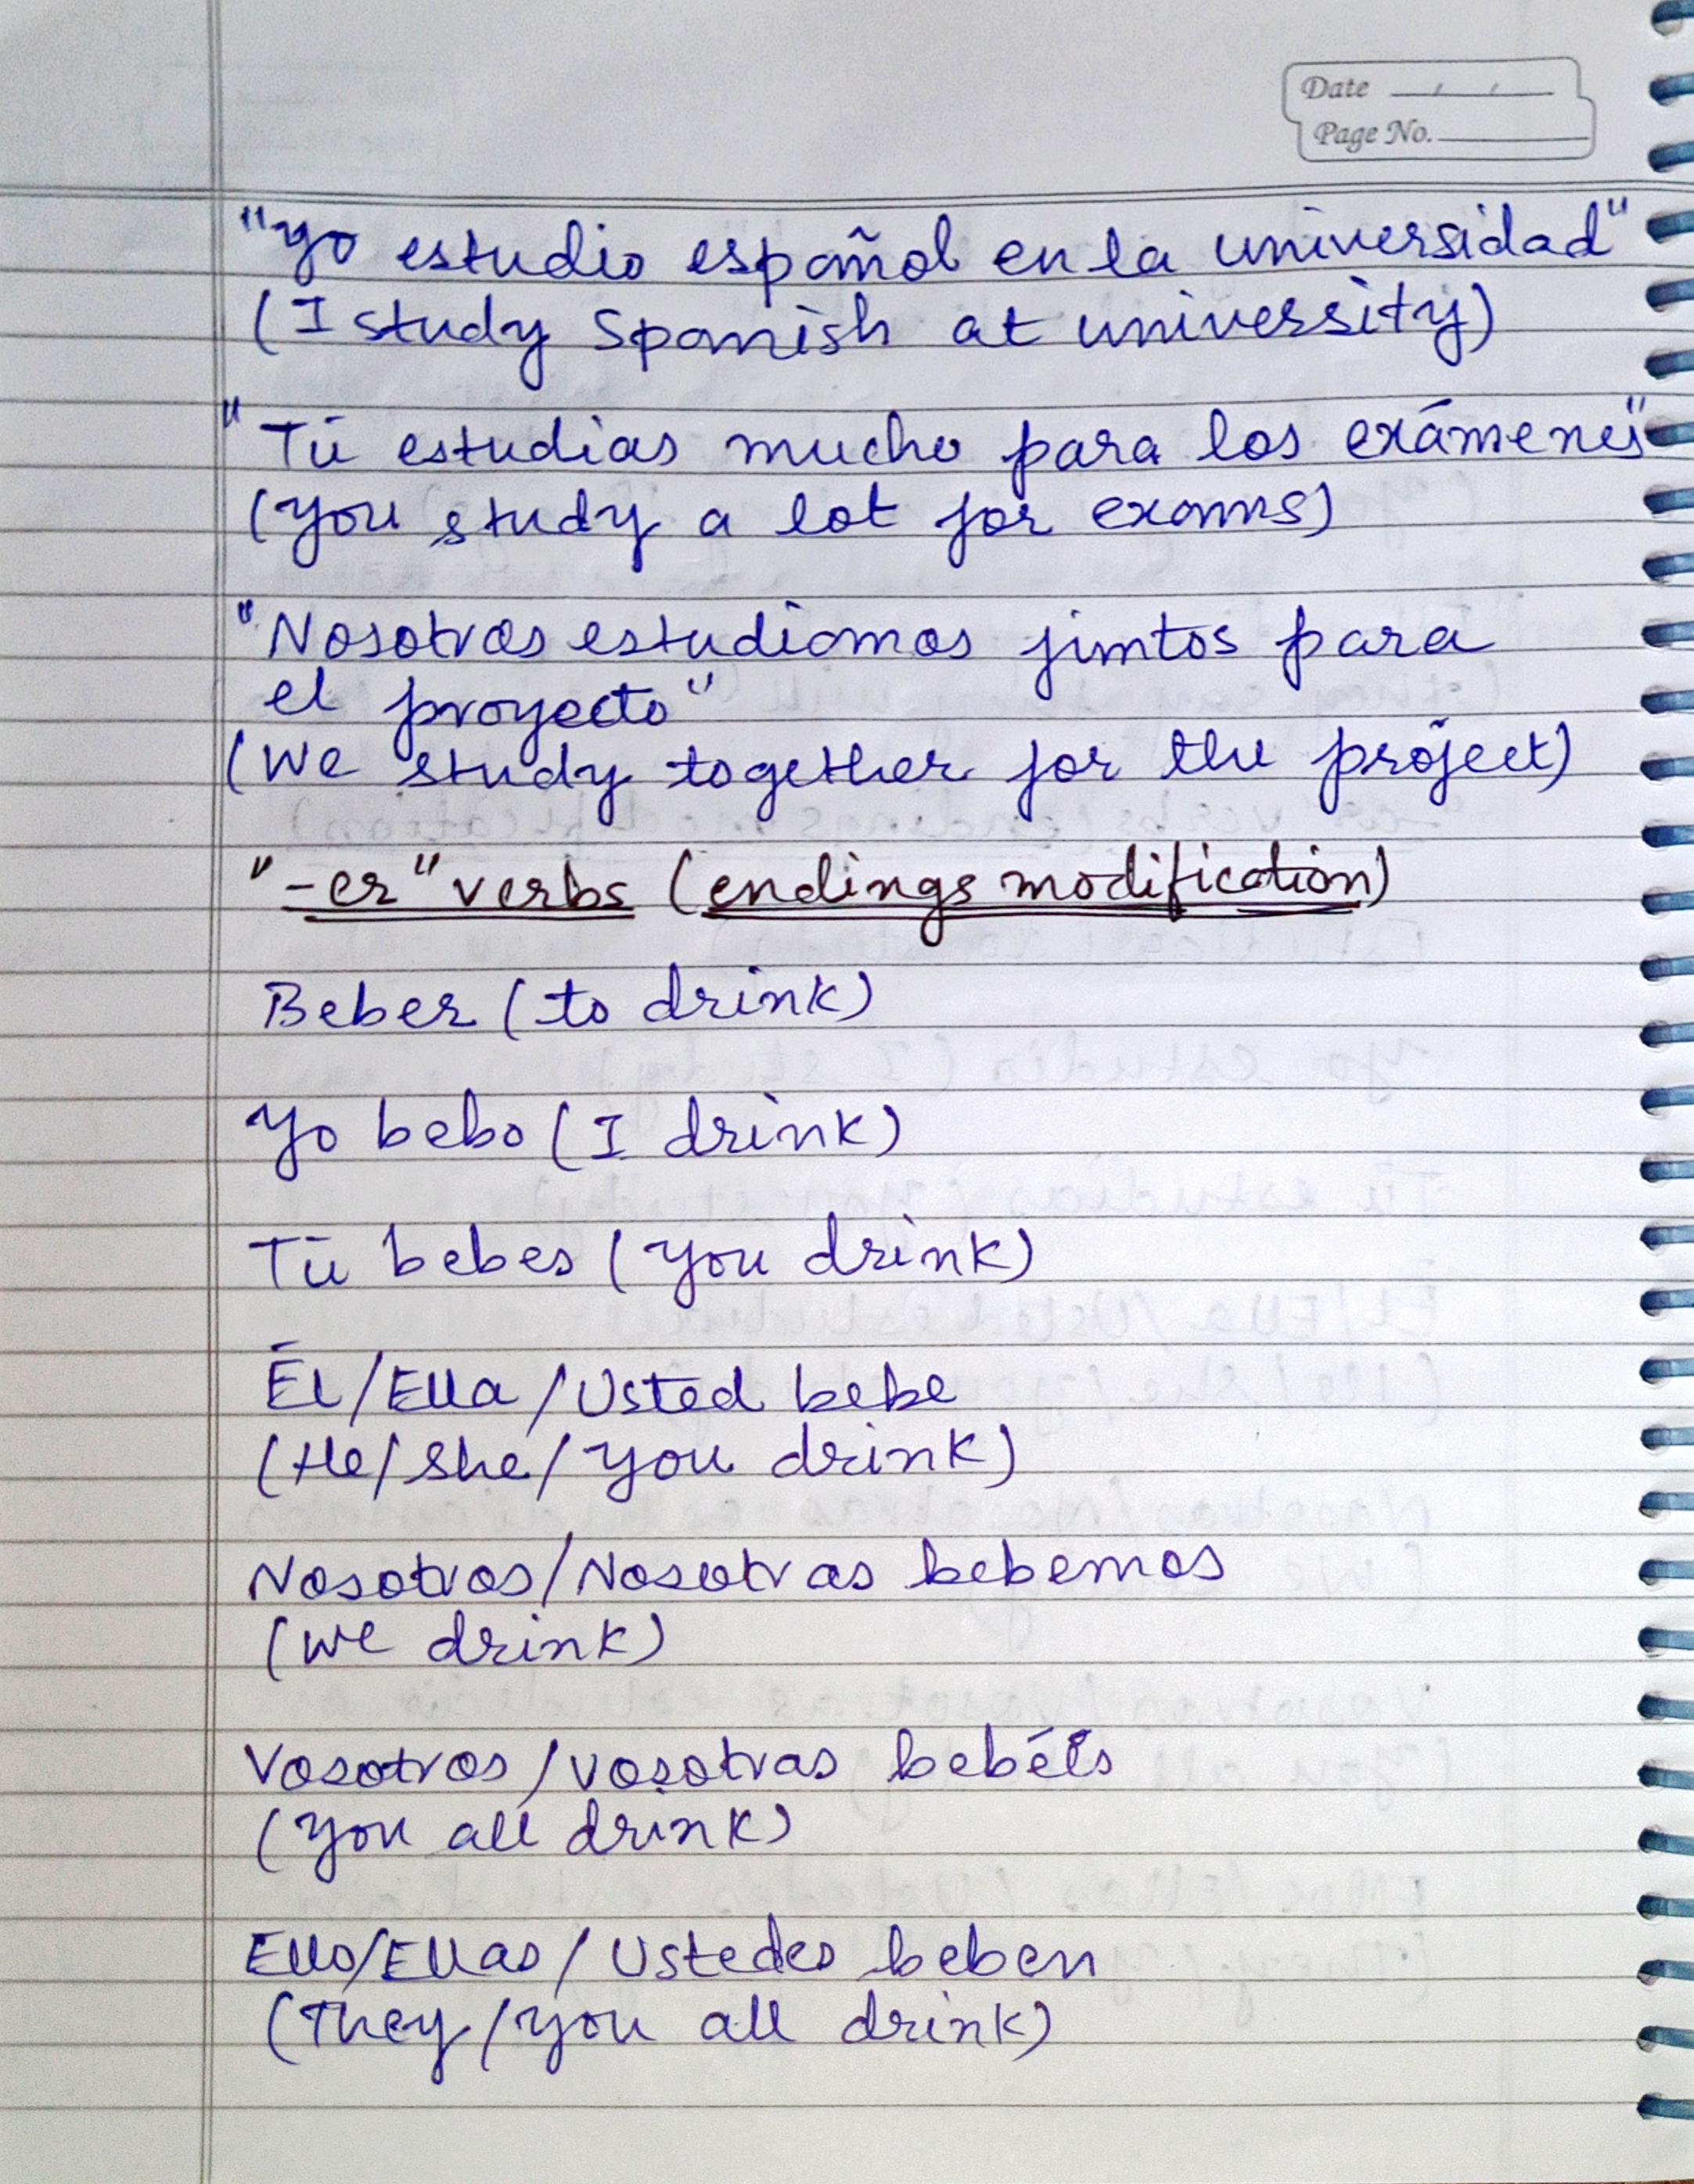 Date / /
Page No.
"Yo estudio español en la universidad"
(I study Spanish at university)
"Tú estudias mucho para los exámenes"
(You study a lot for exams)
"Nosotros estudiamos juntos para
el proyecto"
(We study together for the project)
"-er" verbs (endings modification)
Beber (to drink)
Yo bebo (I drink)
Tú bebes (You drink)
Él/Ella/Usted bebe
(He/She/You drink)
Nosotros/Nosotras bebemos
(We drink)
Vosotros/Vosotras bebéis
(You all drink)
Ellos/Ellas/Ustedes beben
(They/You all drink)